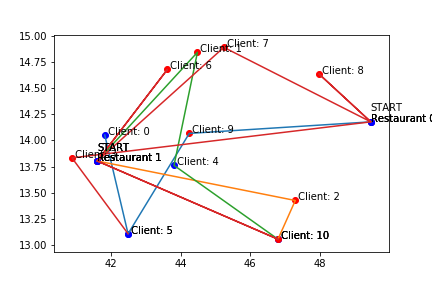 15.00
14.75
14.50
14.25
14.00
13.75
13.50
13.25
13.00
42
44
46
48
Client: 7
Client: 1
Client: 6
Client: 8
START
Restaurant 0
Client: 0
Client: 9
START
Client:
Restaurant 1
Client: 4
Client: 2
Client: 5
Client: 10